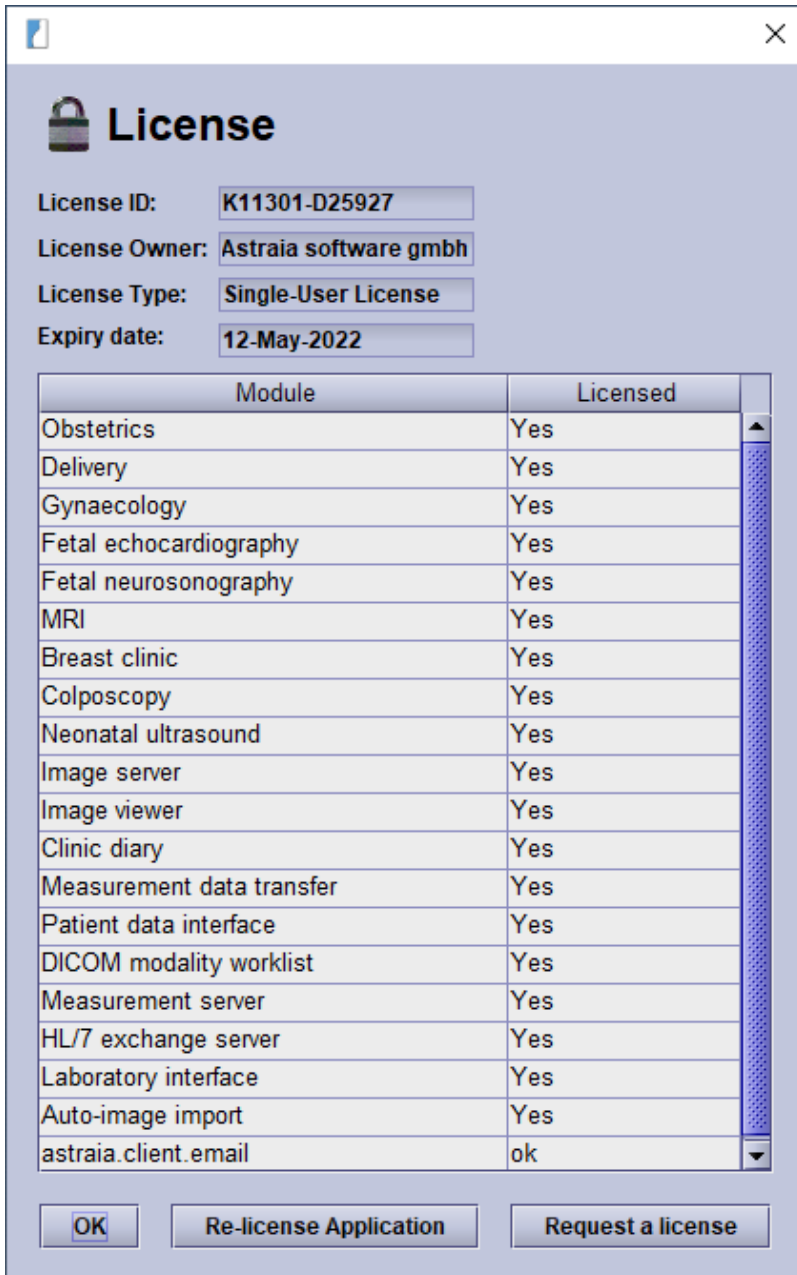 License
License ID: K11301-D25927
License Owner: Astraia software gmbh
License Type: Single-User License
Expiry date: 12-May-2022
Module Licensed
Obstetrics Yes
Delivery Yes
Gynaecology Yes
Fetal echocardiography Yes
Fetal neurosonography Yes
MRI Yes
Breast clinic Yes
Colposcopy Yes
Neonatal ultrasound Yes
Image server Yes
Image viewer Yes
Clinic diary Yes
Measurement data transfer Yes
Patient data interface Yes
DICOM modality worklist Yes
Measurement server Yes
HL/7 exchange server Yes
Laboratory interface Yes
Auto-image import Yes
astraia.client.email ok
OK Re-license Application Request a license